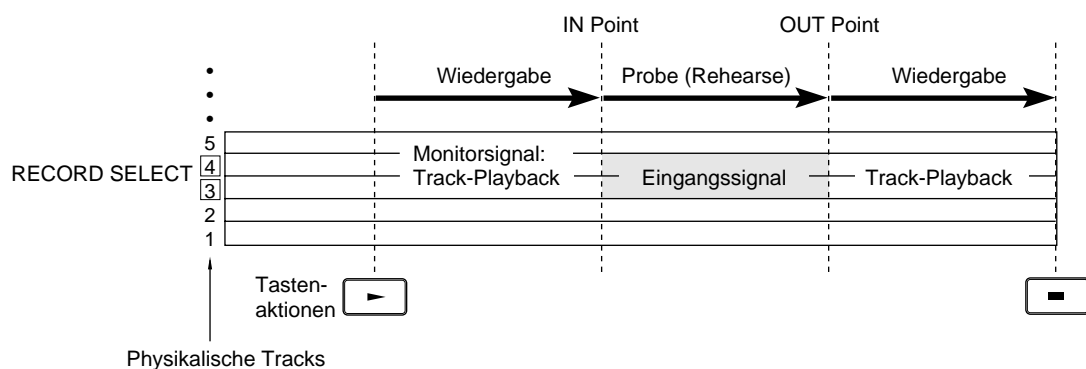 IN Point OUT Point
Wiedergabe Probe (Rehearse) Wiedergabe
5
Monitorsignal:
RECORD SELECT 4
Track-Playback Eingangssignal Track-Playback
3
2
1
Tasten-
aktionen
Physikalische Tracks